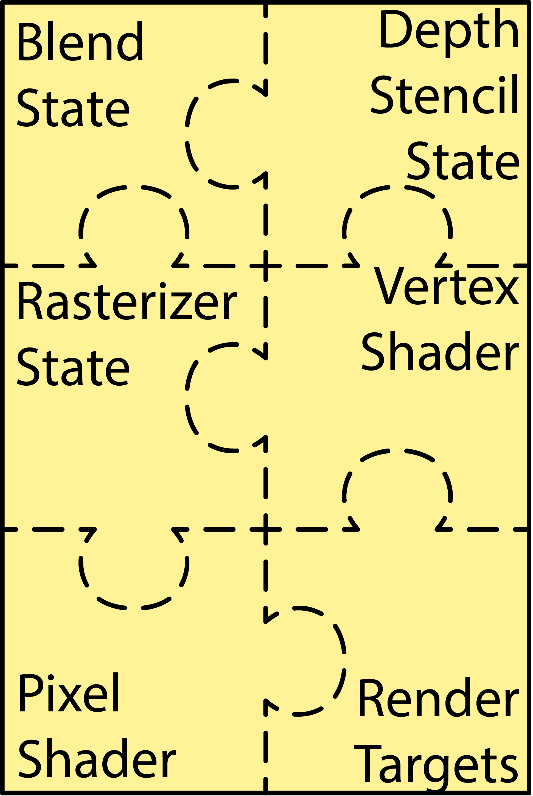 Blend
State
Depth
Stencil
State
Rasterizer
State
Vertex
Shader
Pixel
Shader
Render
Targets